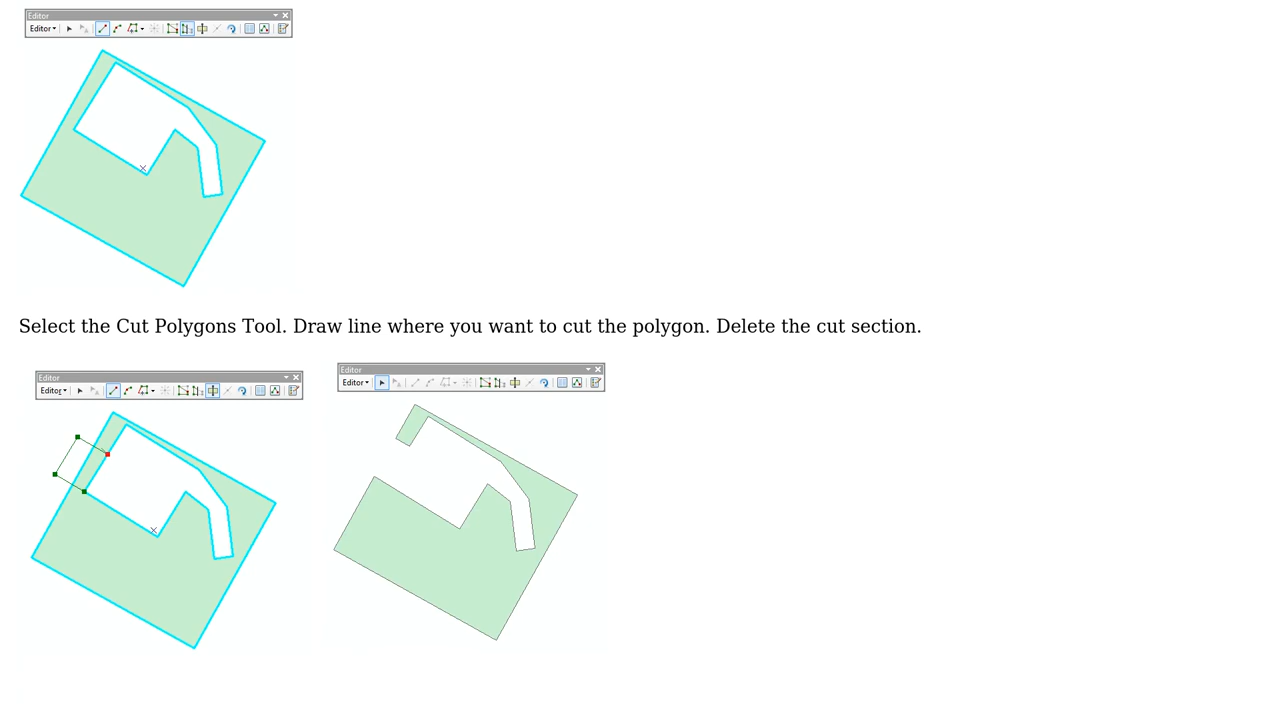 Editor
Editor
Select the Cut Polygons Tool. Draw line where you want to cut the polygon. Delete the cut section.
Editor
Editor
Editor
Editor